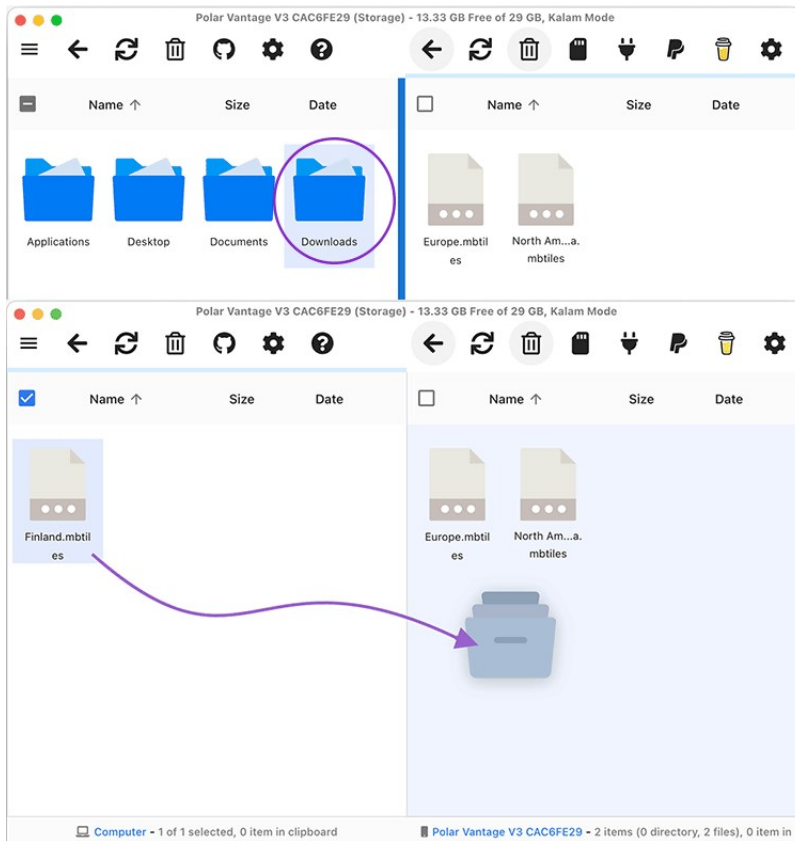 Polar Vantage V3 CAC6FE29 (Storage) - 13.33 GB Free of 29 GB, Kalam Mode
Name ↑ Size Date
Name ↑ Size Date
Applications
Desktop
Documents
Downloads
Europe.mbtil
es
North Am...a.
mbtiles
Polar Vantage V3 CAC6FE29 (Storage) - 13.33 GB Free of 29 GB, Kalam Mode
Name ↑ Size Date
Name ↑ Size Date
Finland.mbtil
es
Europe.mbtil
es
North Am...a.
mbtiles
Computer - 1 of 1 selected, 0 item in clipboard
Polar Vantage V3 CAC6FE29 - 2 items (0 directory, 2 files), 0 item in